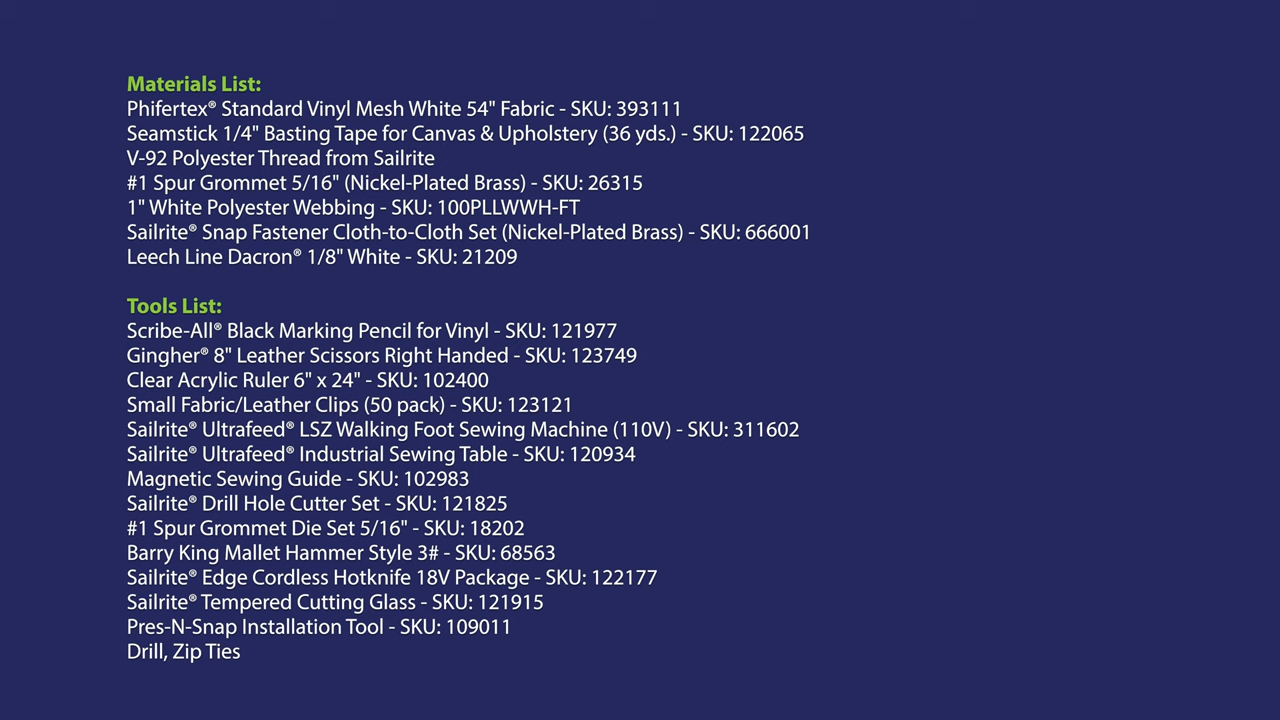 Materials List:
Phifertex® Standard Vinyl Mesh White 54" Fabric - SKU: 393111
Seamstick 1/4" Basting Tape for Canvas & Upholstery (36 yds.) - SKU: 122065
V-92 Polyester Thread from Sailrite
#1 Spur Grommet 5/16" (Nickel-Plated Brass) - SKU: 26315
1" White Polyester Webbing - SKU: 100PLLWWH-FT
Sailrite® Snap Fastener Cloth-to-Cloth Set (Nickel-Plated Brass) - SKU: 666001
Leech Line Dacron® 1/8" White - SKU: 21209
Tools List:
Scribe-All® Black Marking Pencil for Vinyl - SKU: 121977
Gingher® 8" Leather Scissors Right Handed - SKU: 123749
Clear Acrylic Ruler 6" x 24" - SKU: 102400
Small Fabric/Leather Clips (50 pack) - SKU: 123121
Sailrite® Ultrafeed® LSZ Walking Foot Sewing Machine (110V) - SKU: 311602
Sailrite® Ultrafeed® Industrial Sewing Table - SKU: 120934
Magnetic Sewing Guide - SKU: 102983
Sailrite® Drill Hole Cutter Set - SKU: 121825
#1 Spur Grommet Die Set 5/16" - SKU: 18202
Barry King Mallet Hammer Style 3# - SKU: 68563
Sailrite® Edge Cordless Hotknife 18V Package - SKU: 122177
Sailrite® Tempered Cutting Glass - SKU: 121915
Pres-N-Snap Installation Tool - SKU: 109011
Drill, Zip Ties